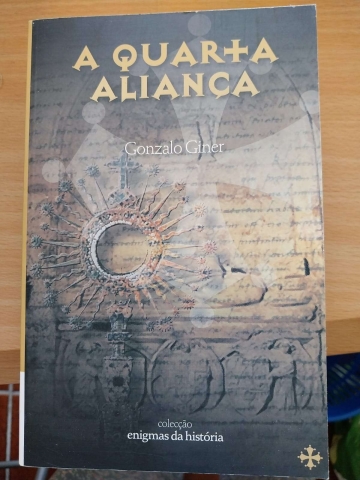 A QUARTA
ALIANÇA
Gonzalo Giner
colecção
enigmas da história